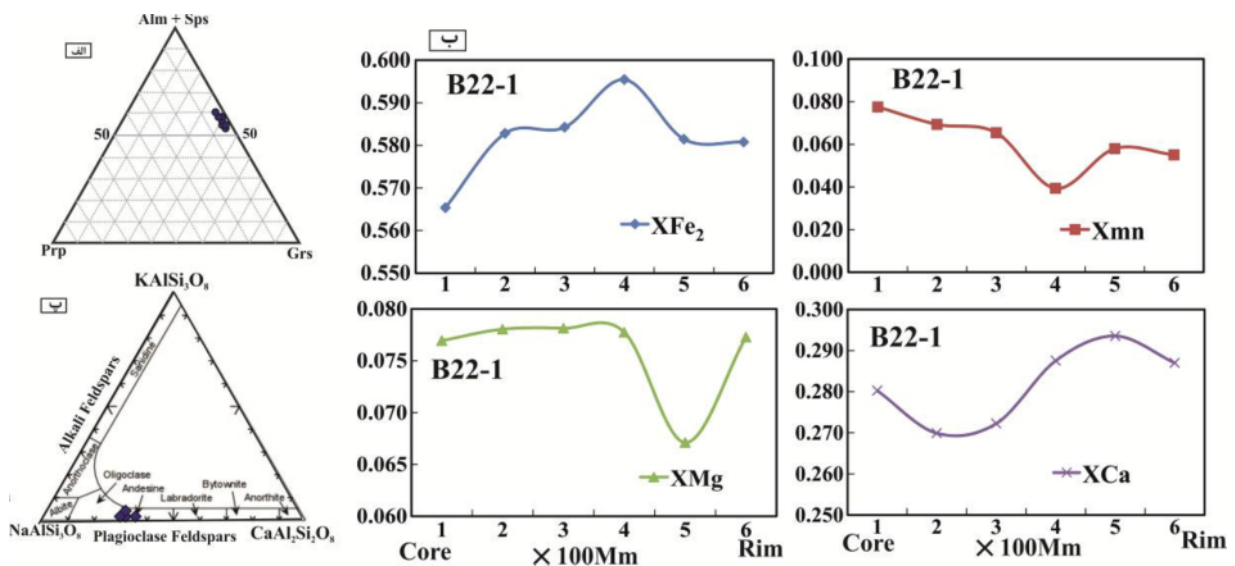 Alm + Sps
الف
50
50
Prp
Grs
KAlSi₃O₈
پ
Alkali Feldspars
Sanidine
Anorthoclase
Albite
Oligoclase
Andesine
Labradorite
Bytownite
Anorthite
NaAlSi₃O₈
Plagioclase Feldspars
CaAl₂Si₂O₈
ب
B22-1
0.600
0.590
0.580
0.570
0.560
0.550
XFe₂
1 2 3 4 5 6
B22-1
0.100
0.080
0.060
0.040
0.020
0.000
Xmn
1 2 3 4 5 6
0.080
0.075
0.070
0.065
0.060
B22-1
XMg
1 2 3 4 5 6
Core ×100Mm Rim
0.300
0.290
0.280
0.270
0.260
0.250
B22-1
XCa
1 2 3 4 5 6
Core ×100Mm Rim